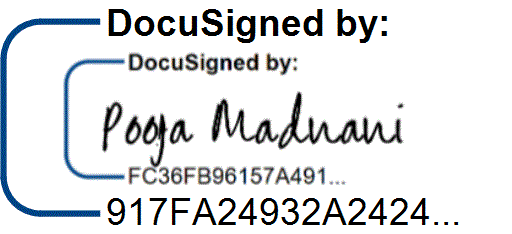 DocuSigned by:
DocuSigned by:
Pooja Madnani
FC36FB96157A491...
917FA24932A2424...